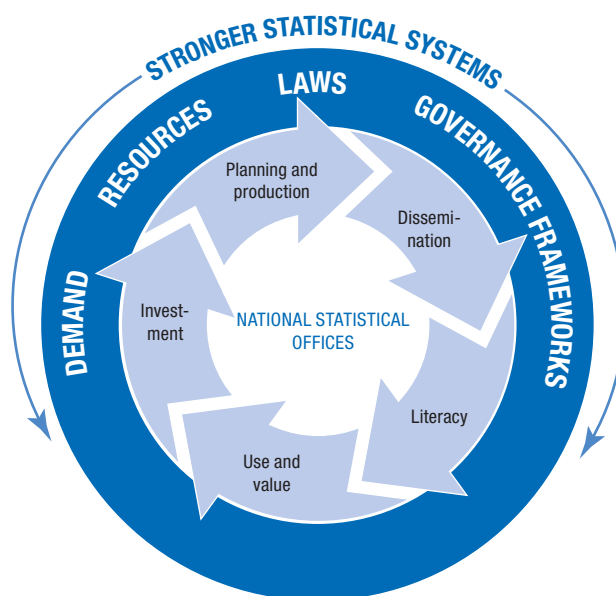 STRONGER STATISTICAL SYSTEMS
DEMAND
RESOURCES
LAWS
GOVERNANCE FRAMEWORKS
Planning and
production
Dissemi-
nation
Literacy
Use and
value
Invest-
ment
NATIONAL STATISTICAL
OFFICES